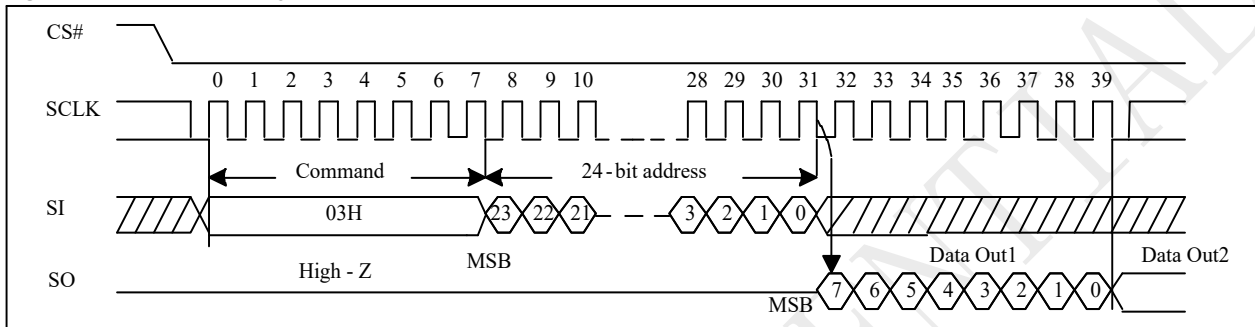 CS#
0 1 2 3 4 5 6 7 8 9 10 28 29 30 31 32 33 34 35 36 37 38 39
SCLK
Command 24-bit address
SI 03H 23 22 21 3 2 1 0
High - Z MSB Data Out1 Data Out2
SO MSB 7 6 5 4 3 2 1 0